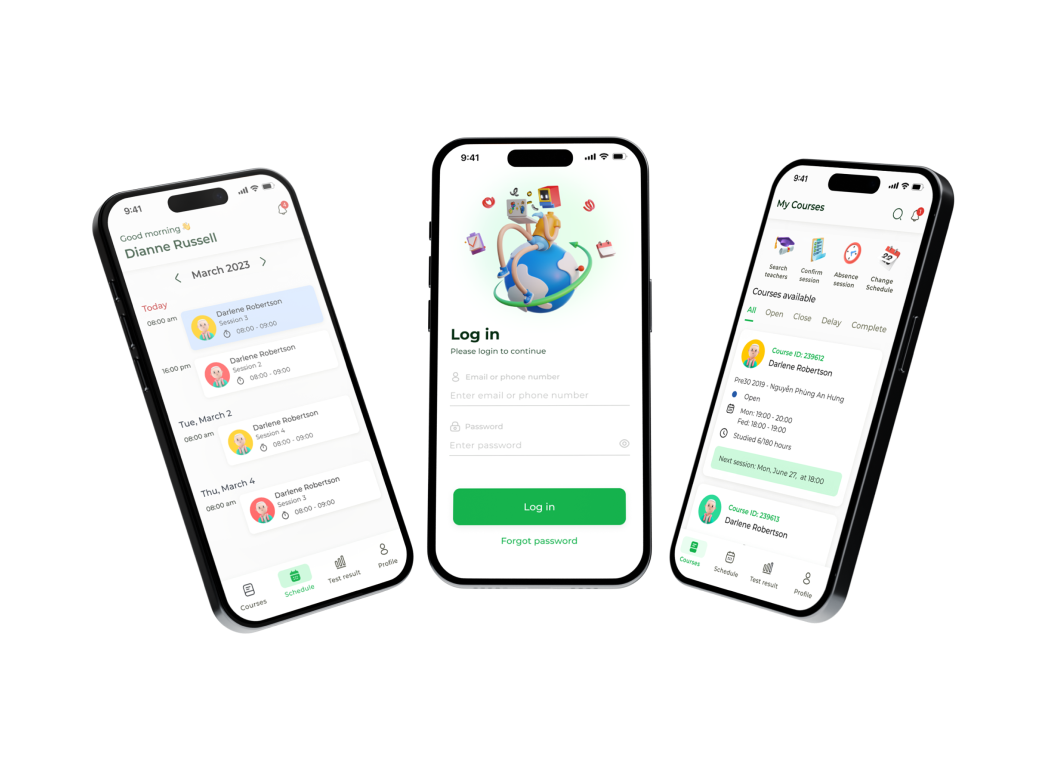 9:41
4
Good morning 👋
Dianne Russell
March 2023
Today
08:00 am
Darlene Robertson
Session 3
08:00 - 09:00
16:00 pm
Darlene Robertson
Session 2
08:00 - 09:00
Tue, March 2
08:00 am
Darlene Robertson
Session 4
08:00 - 09:00
Thu, March 4
08:00 am
Darlene Robertson
Session 3
08:00 - 09:00
Courses
Schedule
Test result
Profile
9:41
Log in
Please login to continue
Email or phone number
Enter email or phone number
Password
Enter password
Log in
Forgot password
9:41
My Courses
Search teachers
Confirm session
Absence session
22
Change Schedule
Courses available
All Open Close Delay Complete
Course ID: 239612
Darlene Robertson
Pre30 2019 - Nguyễn Phùng An Hưng
Open
Mon: 19:00 - 20:00
Fed: 18:00 - 19:00
Studied 6/180 hours
Next session: Mon, June 27, at 18:00
Course ID: 239613
Darlene Robertson
Courses
Schedule
Test result
Profile